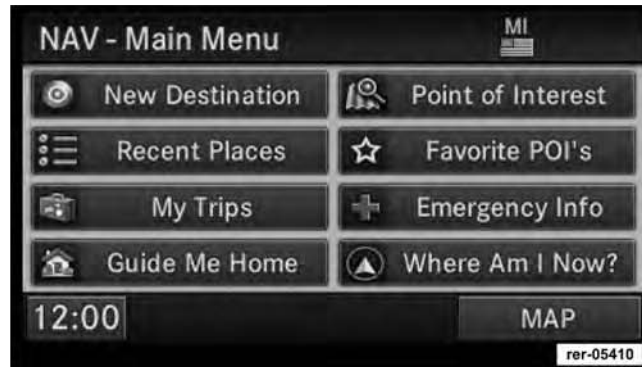 NAV - Main Menu
MI
New Destination
Point of Interest
Recent Places
Favorite POI's
My Trips
Emergency Info
Guide Me Home
Where Am I Now?
12:00
MAP
rer-05410